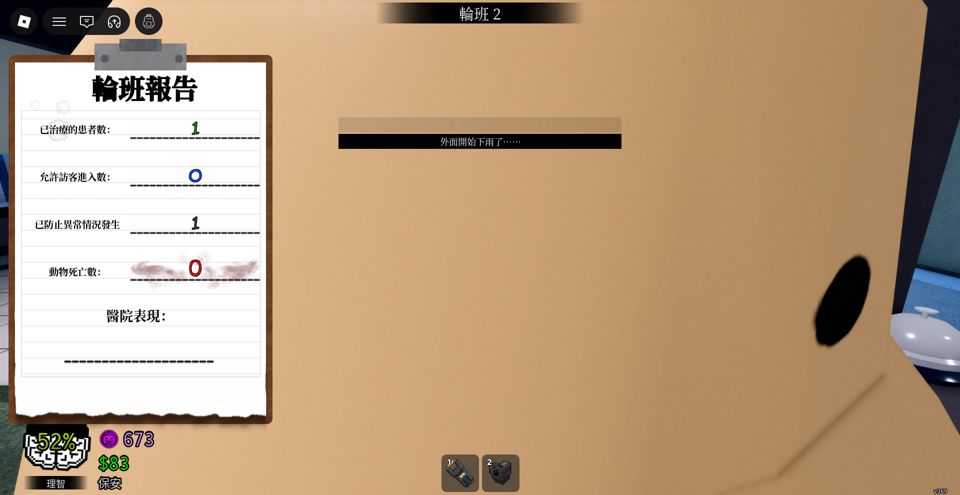 輪班 2
輪班報告
已治療的患者數: 1
允許訪客進入數: 0
已防止異常情況發生 1
動物死亡數: 0
醫院表現:
外面開始下雨了……
52%
673
$83
理智
保安
1
2
v369